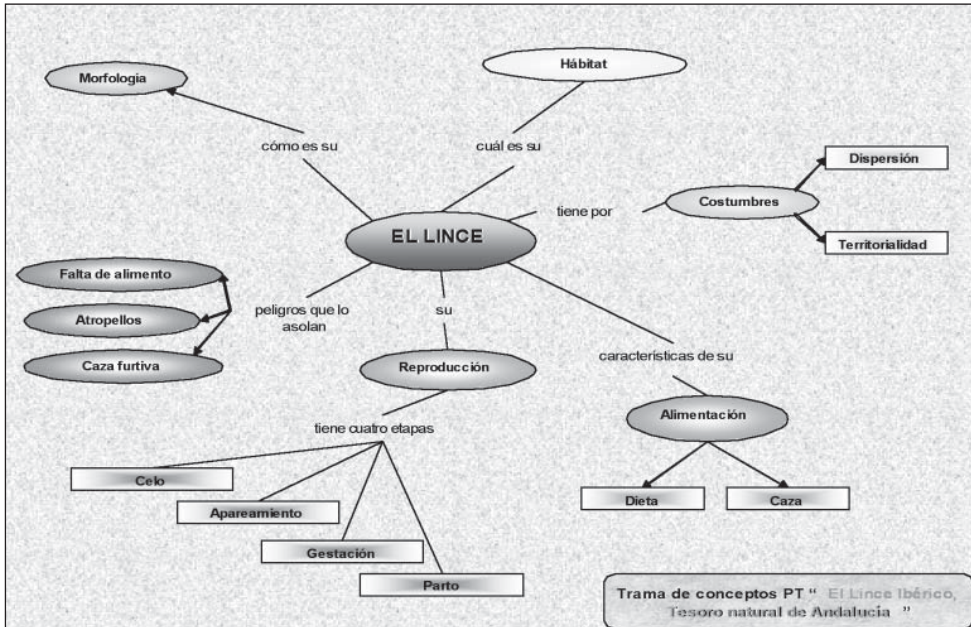 Hábitat
Morfologia
cómo es su
cuál es su
Dispersión
Costumbres
tiene por
EL LINCE
Territorialidad
Falta de alimento
peligros que lo
asolan
su
Atropellos
Caza furtiva
Reproducción
características de su
Alimentación
tiene cuatro etapas
Celo
Dieta
Caza
Apareamiento
Gestación
Parto
Trama de conceptos PT “ El Lince Ibérico,
Tesoro natural de Andalucía ”